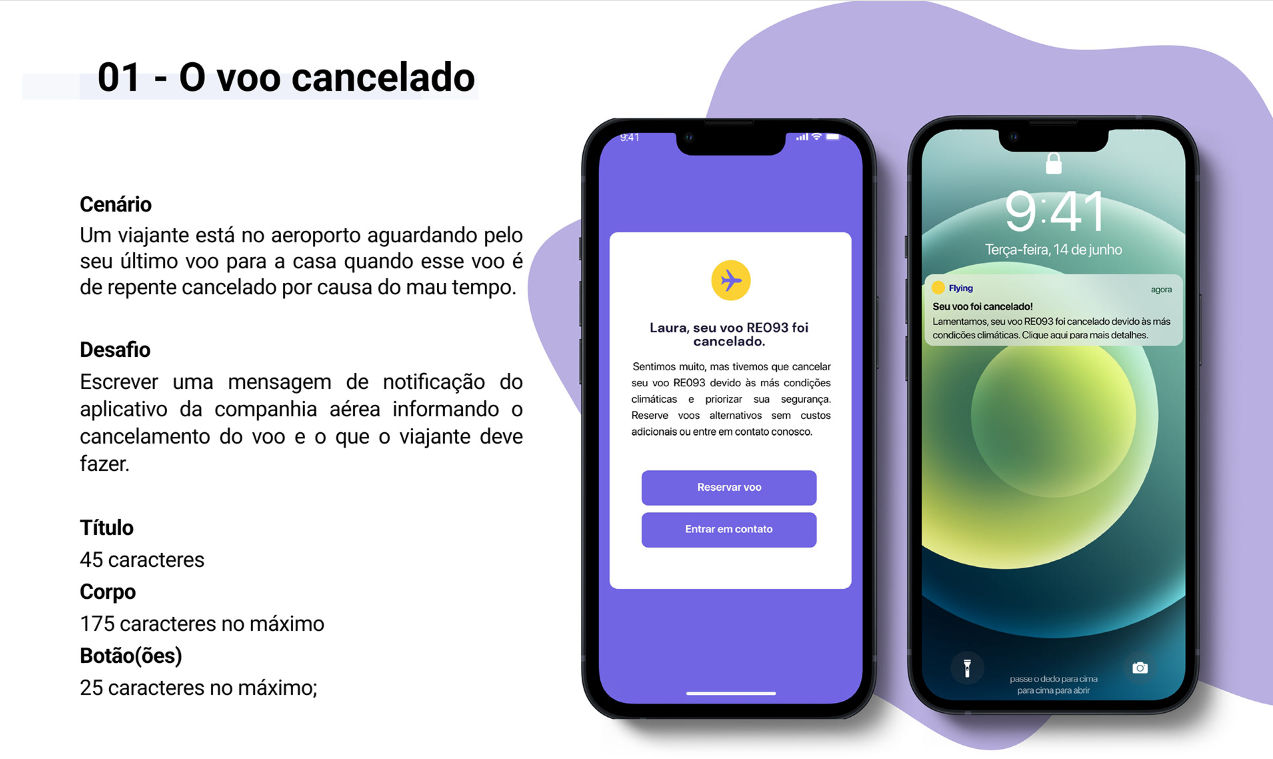 01 - O voo cancelado
Cenário
Um viajante está no aeroporto aguardando pelo
seu último voo para a casa quando esse voo é
de repente cancelado por causa do mau tempo.
Desafio
Escrever uma mensagem de notificação do
aplicativo da companhia aérea informando o
cancelamento do voo e o que o viajante deve
fazer.
Título
45 caracteres
Corpo
175 caracteres no máximo
Botão(ões)
25 caracteres no máximo;
9:41
Laura, seu voo RE093 foi
cancelado.
Sentimos muito, mas tivemos que cancelar
seu voo RE093 devido às más condições
climáticas e priorizar sua segurança.
Reserve voos alternativos sem custos
adicionais ou entre em contato conosco.
Reservar voo
Entrar em contato
9:41
Terça-feira, 14 de junho
Flying
agora
Seu voo foi cancelado!
Lamentamos, seu voo RE093 foi cancelado devido às más
condições climáticas. Clique aqui para mais detalhes.
passe o dedo para cima
para cima para abrir